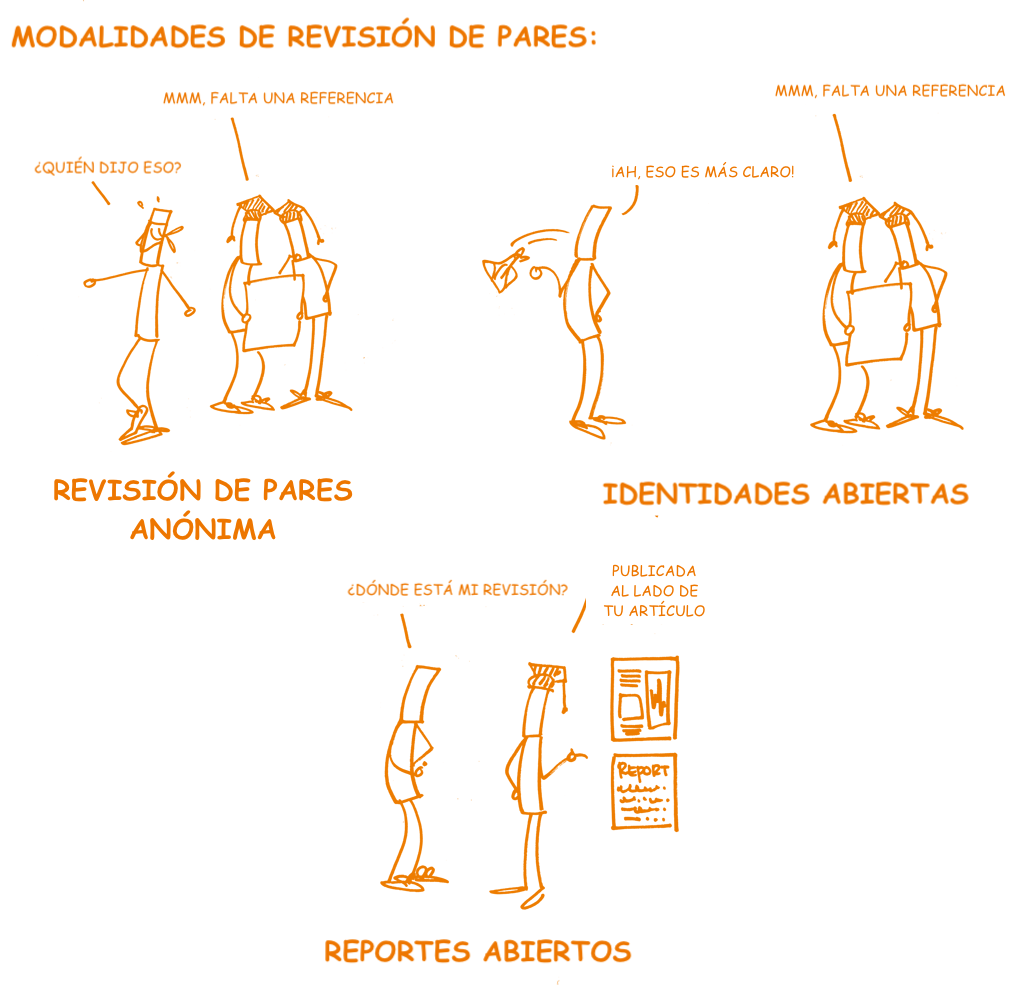 MODALIDADES DE REVISIÓN DE PARES:
MMM, FALTA UNA REFERENCIA
¿QUIÉN DIJO ESO?
REVISIÓN DE PARES
ANÓNIMA
MMM, FALTA UNA REFERENCIA
¡AH, ESO ES MÁS CLARO!
IDENTIDADES ABIERTAS
¿DÓNDE ESTÁ MI REVISIÓN?
PUBLICADA
AL LADO DE
TU ARTÍCULO
REPORT
REPORTES ABIERTOS